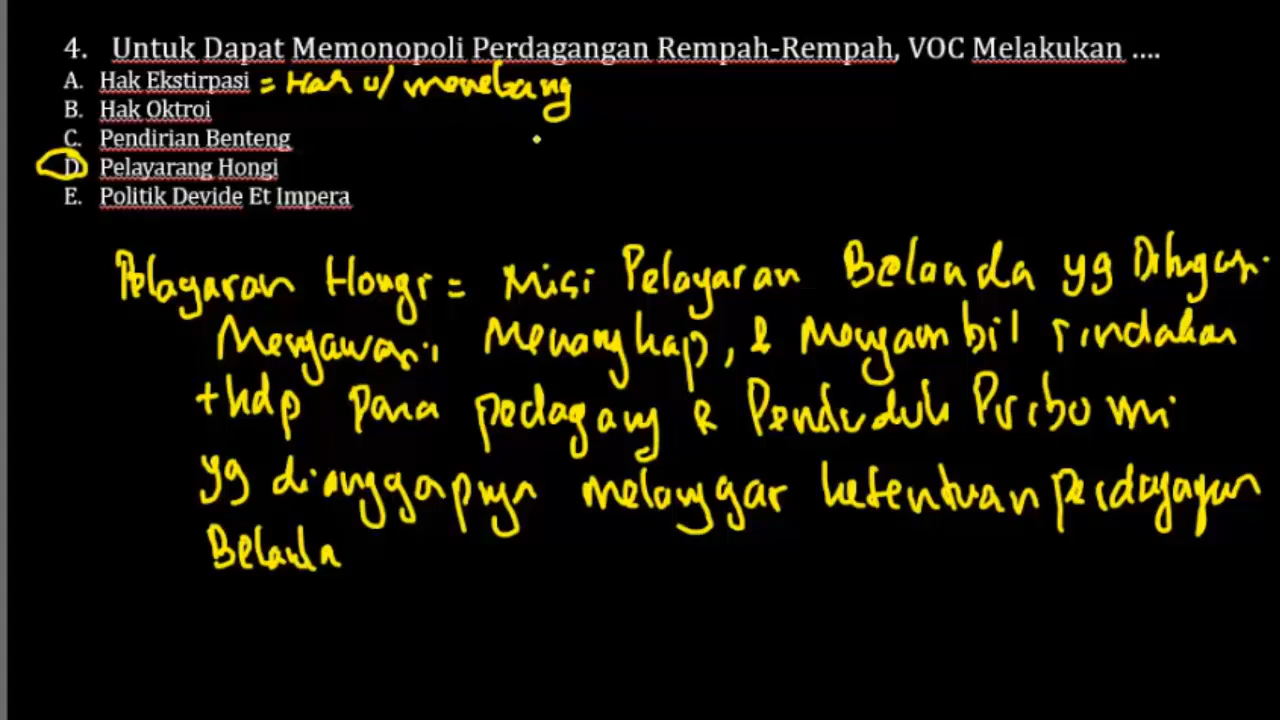 4. Untuk Dapat Memonopoli Perdagangan Rempah-Rempah, VOC Melakukan ....
A. Hak Ekstirpasi = Hak u/ menebang
B. Hak Oktroi
C. Pendirian Benteng
D. Pelayarang Hongi
E. Politik Devide Et Impera
Pelayaran Hongi = Misi Pelayaran Belanda yg
Mengawasi Menangkap, & Mengambil tindakan
thdp para pedagang & Penduduk Pribumi
yg dianggapnya melanggar ketentuan perdagangan
Belanda